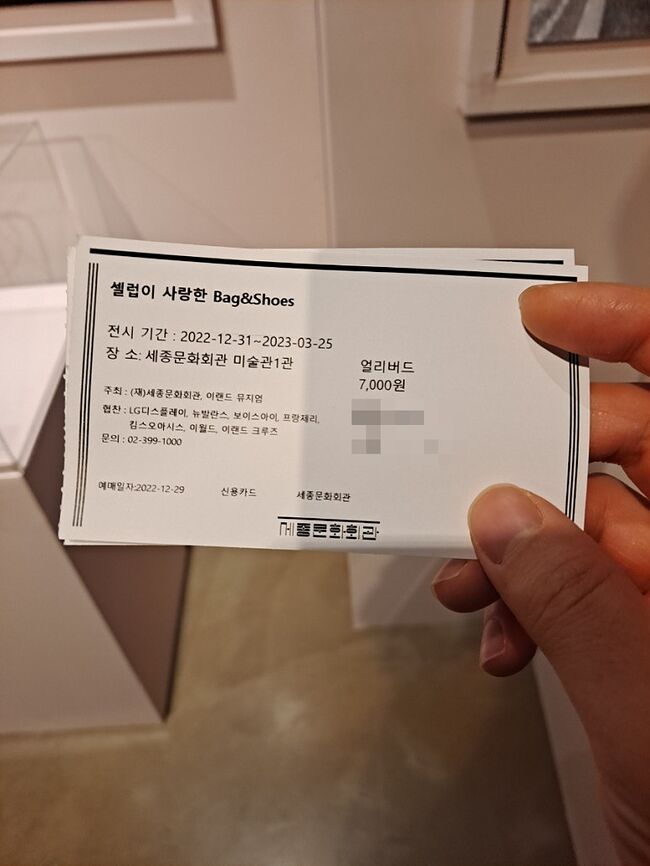 셀럽이 사랑한 Bag&Shoes
전시 기간 : 2022-12-31~2023-03-25
장 소: 세종문화회관 미술관1관
얼리버드
7,000원
주최 : (재)세종문화회관, 이랜드 뮤지엄
협찬 : LG디스플레이, 뉴발란스, 보이스아이, 프랑제리,
킴스오아시스, 이월드, 이랜드 크루즈
문의 : 02-399-1000
예매일자:2022-12-29 신용카드 세종문화회관
세종문화회관